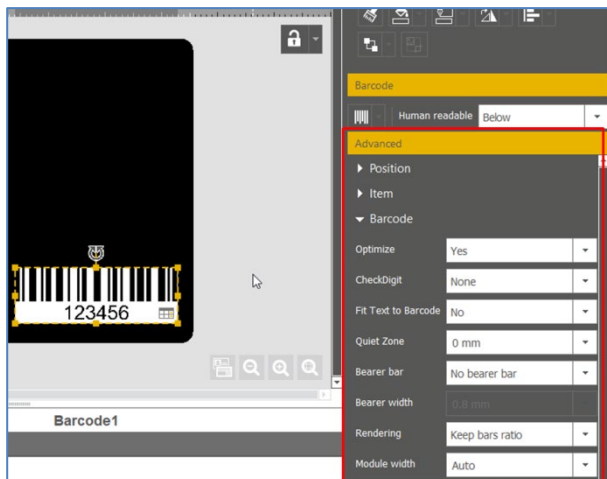 Barcode
Human readable Below
Advanced
Position
Item
Barcode
Optimize Yes
CheckDigit None
Fit Text to Barcode No
Quiet Zone 0 mm
Bearer bar No bearer bar
Bearer width 0.8 mm
Rendering Keep bars ratio
Module width Auto
123456
Barcode1